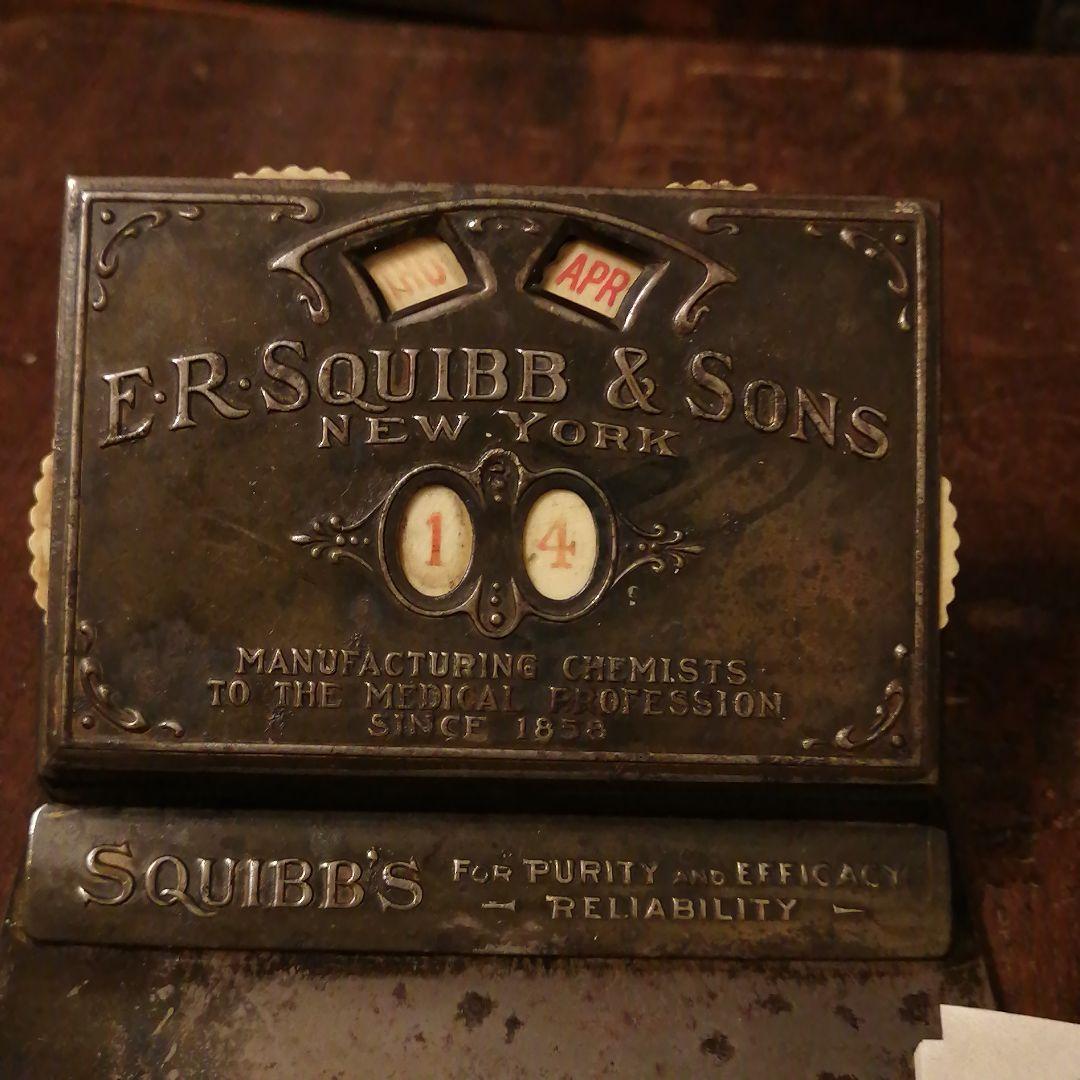 APR
E·R·SQUIBB & SONS
NEW YORK
1 4
MANUFACTURING CHEMISTS
TO THE MEDICAL PROFESSION
SINCE 1858
SQUIBB'S FOR PURITY AND EFFICACY
RELIABILITY